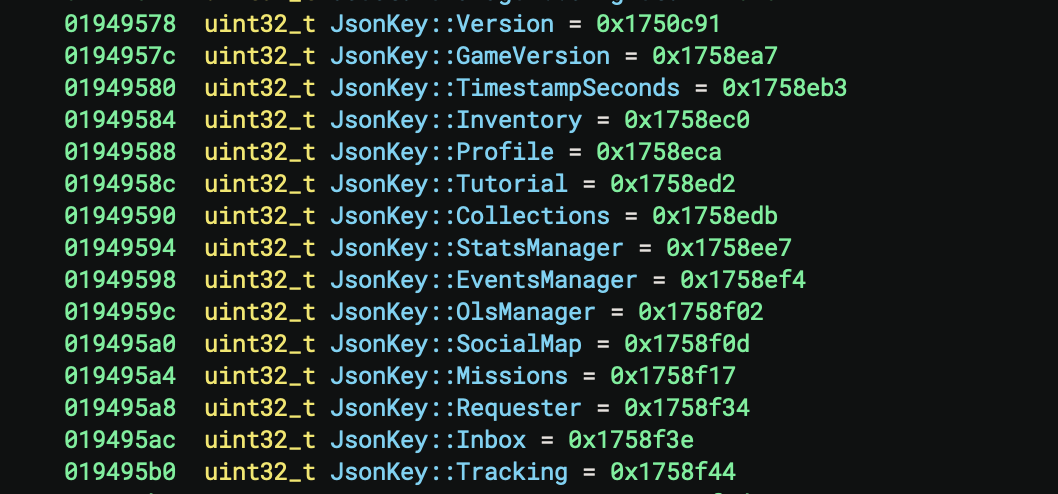 01949578 uint32_t JsonKey::Version = 0x1750c91
0194957c uint32_t JsonKey::GameVersion = 0x1758ea7
01949580 uint32_t JsonKey::TimestampSeconds = 0x1758eb3
01949584 uint32_t JsonKey::Inventory = 0x1758ec0
01949588 uint32_t JsonKey::Profile = 0x1758eca
0194958c uint32_t JsonKey::Tutorial = 0x1758ed2
01949590 uint32_t JsonKey::Collections = 0x1758edb
01949594 uint32_t JsonKey::StatsManager = 0x1758ee7
01949598 uint32_t JsonKey::EventsManager = 0x1758ef4
0194959c uint32_t JsonKey::OlsManager = 0x1758f02
019495a0 uint32_t JsonKey::SocialMap = 0x1758f0d
019495a4 uint32_t JsonKey::Missions = 0x1758f17
019495a8 uint32_t JsonKey::Requester = 0x1758f34
019495ac uint32_t JsonKey::Inbox = 0x1758f3e
019495b0 uint32_t JsonKey::Tracking = 0x1758f44